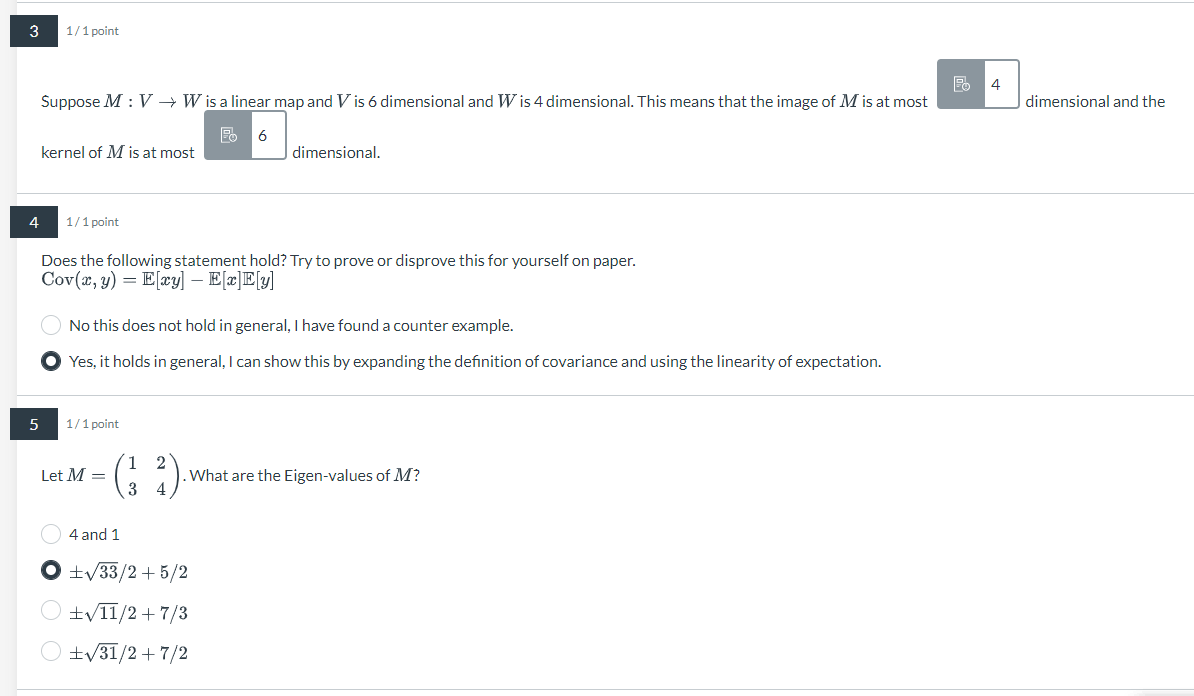 3 1 / 1 point
Suppose M : V → W is a linear map and V is 6 dimensional and W is 4 dimensional. This means that the image of M is at most 4 dimensional and the
kernel of M is at most 6 dimensional.
4 1 / 1 point
Does the following statement hold? Try to prove or disprove this for yourself on paper.
Cov(x, y) = 𝔼[xy] − 𝔼[x]𝔼[y]
No this does not hold in general, I have found a counter example.
Yes, it holds in general, I can show this by expanding the definition of covariance and using the linearity of expectation.
5 1 / 1 point
Let M = (1 2
3 4). What are the Eigen-values of M?
4 and 1
±√33/2 + 5/2
±√11/2 + 7/3
±√31/2 + 7/2